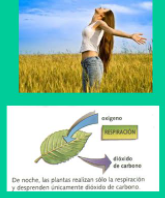 oxígeno
RESPIRACIÓN
dióxido
de carbono
De noche, las plantas realizan sólo la respiración
y desprenden únicamente dióxido de carbono.